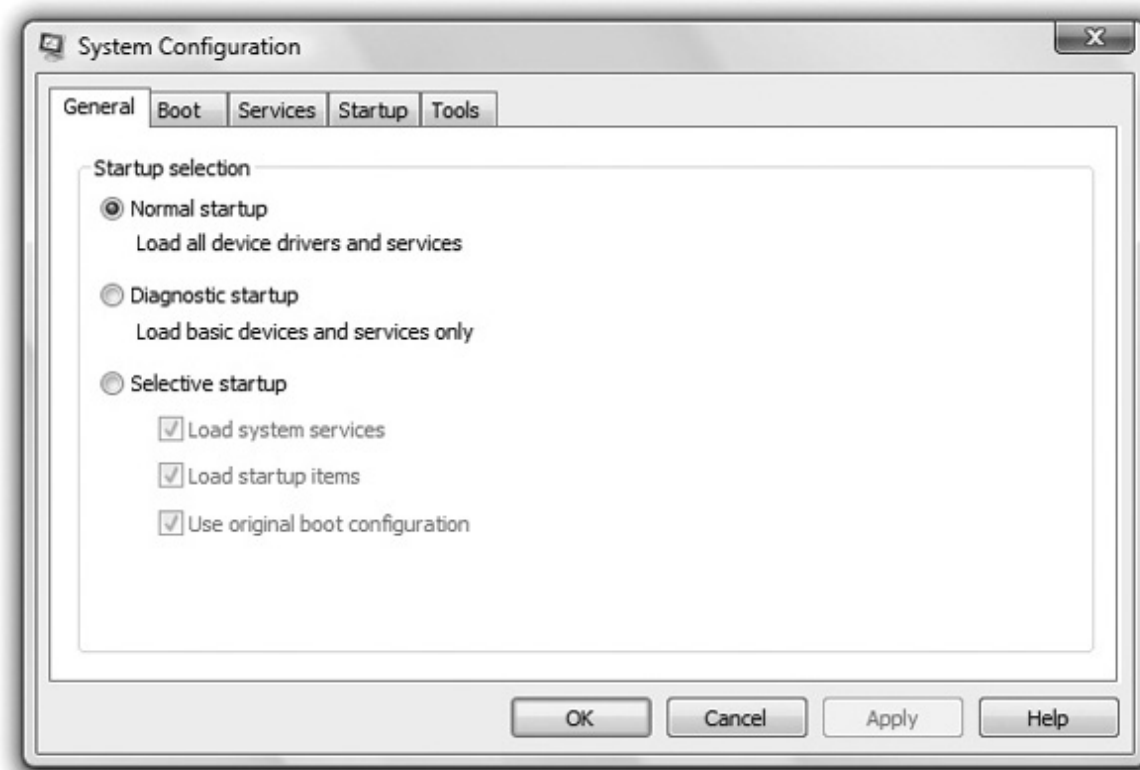 System Configuration
General Boot Services Startup Tools
Startup selection
Normal startup
Load all device drivers and services
Diagnostic startup
Load basic devices and services only
Selective startup
Load system services
Load startup items
Use original boot configuration
OK Cancel Apply Help